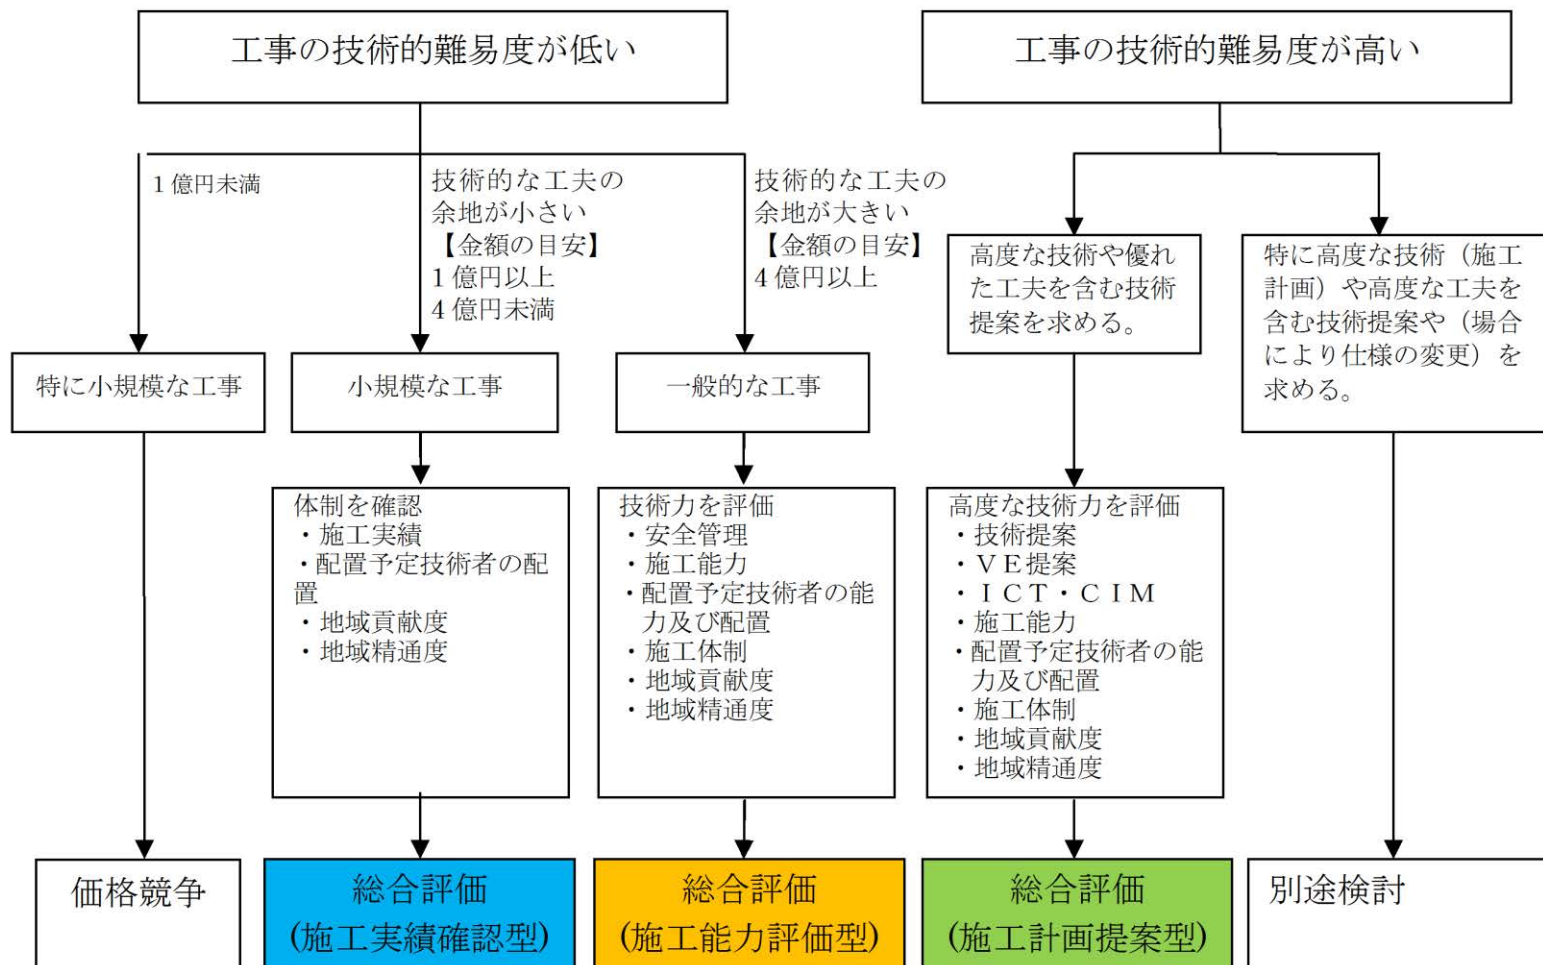 工事の技術的難易度が低い
工事の技術的難易度が高い
1億円未満
技術的な工夫の
余地が小さい
【金額の目安】
1億円以上
4億円未満
技術的な工夫の
余地が大きい
【金額の目安】
4億円以上
高度な技術や優れ
た工夫を含む技術
提案を求める。
特に高度な技術（施工
計画）や高度な工夫を
含む技術提案や（場合
により仕様の変更）を
求める。
特に小規模な工事
小規模な工事
一般的な工事
体制を確認
・施工実績
・配置予定技術者の配
置
・地域貢献度
・地域精通度
技術力を評価
・安全管理
・施工能力
・配置予定技術者の能
力及び配置
・施工体制
・地域貢献度
・地域精通度
高度な技術力を評価
・技術提案
・ＶＥ提案
・ＩＣＴ・ＣＩＭ
・施工能力
・配置予定技術者の能
力及び配置
・施工体制
・地域貢献度
・地域精通度
価格競争
総合評価
(施工実績確認型)
総合評価
(施工能力評価型)
総合評価
(施工計画提案型)
別途検討